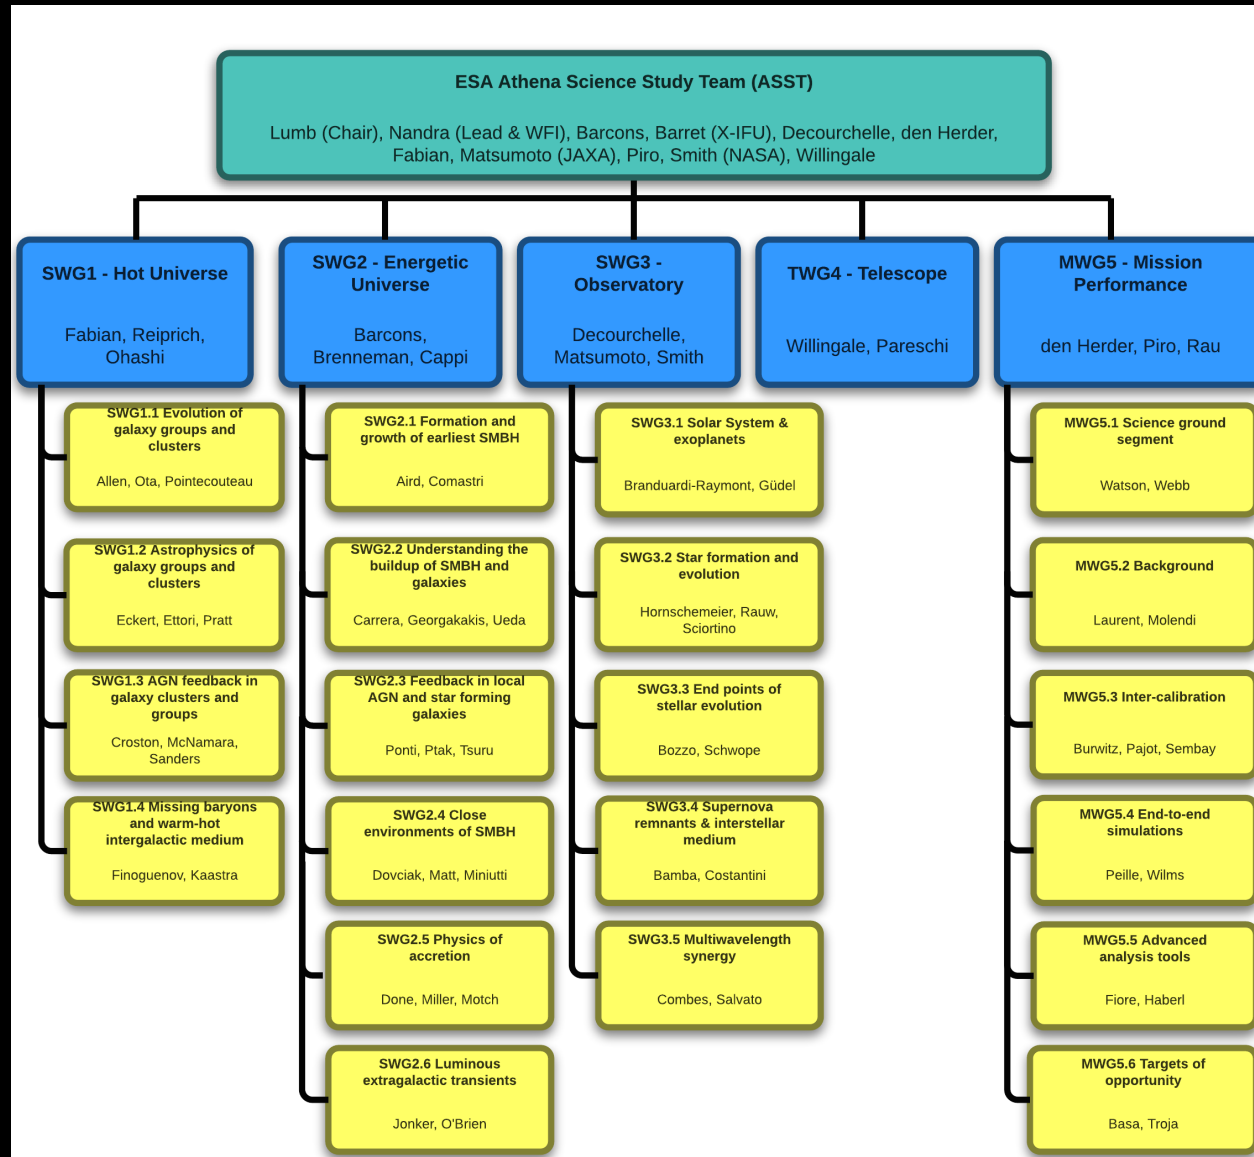 ESA Athena Science Study Team (ASST)
Lumb (Chair), Nandra (Lead & WFI), Barcons, Barret (X-IFU), Decourchelle, den Herder,
Fabian, Matsumoto (JAXA), Piro, Smith (NASA), Willingale
SWG1 - Hot Universe
Fabian, Reiprich,
Ohashi
SWG2 - Energetic
Universe
Barcons,
Brenneman, Cappi
SWG3 -
Observatory
Decourchelle,
Matsumoto, Smith
TWG4 - Telescope
Willingale, Pareschi
MWG5 - Mission
Performance
den Herder, Piro, Rau
SWG1.1 Evolution of
galaxy groups and
clusters
Allen, Ota, Pointecouteau
SWG1.2 Astrophysics of
galaxy groups and
clusters
Eckert, Ettori, Pratt
SWG1.3 AGN feedback in
galaxy clusters and
groups
Croston, McNamara,
Sanders
SWG1.4 Missing baryons
and warm-hot
intergalactic medium
Finoguenov, Kaastra
SWG2.1 Formation and
growth of earliest SMBH
Aird, Comastri
SWG2.2 Understanding the
buildup of SMBH and
galaxies
Carrera, Georgakakis, Ueda
SWG2.3 Feedback in local
AGN and star forming
galaxies
Ponti, Ptak, Tsuru
SWG2.4 Close
environments of SMBH
Dovciak, Matt, Miniutti
SWG2.5 Physics of
accretion
Done, Miller, Motch
SWG2.6 Luminous
extragalactic transients
Jonker, O'Brien
SWG3.1 Solar System &
exoplanets
Branduardi-Raymont, Güdel
SWG3.2 Star formation and
evolution
Hornschemeier, Rauw,
Sciortino
SWG3.3 End points of
stellar evolution
Bozzo, Schwope
SWG3.4 Supernova
remnants & interstellar
medium
Bamba, Costantini
SWG3.5 Multiwavelength
synergy
Combes, Salvato
MWG5.1 Science ground
segment
Watson, Webb
MWG5.2 Background
Laurent, Molendi
MWG5.3 Inter-calibration
Burwitz, Pajot, Sembay
MWG5.4 End-to-end
simulations
Peille, Wilms
MWG5.5 Advanced
analysis tools
Fiore, Haberl
MWG5.6 Targets of
opportunity
Basa, Troja